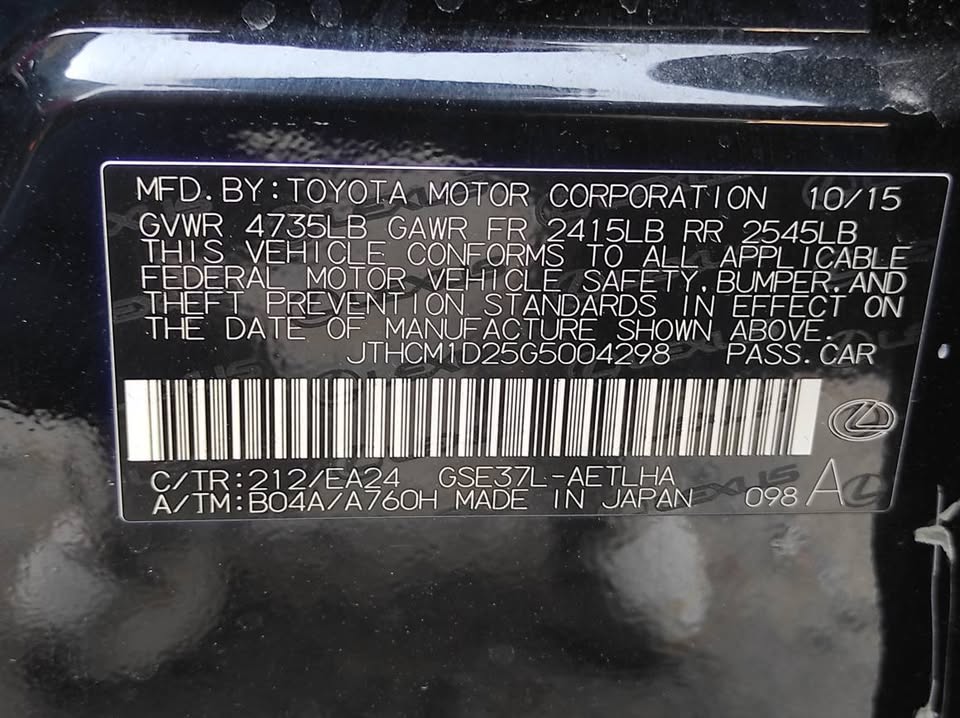 MFD. BY: TOYOTA MOTOR CORPORATION 10/15
GVWR 4735LB GAWR FR 2415LB RR 2545LB
THIS VEHICLE CONFORMS TO ALL APPLICABLE
FEDERAL MOTOR VEHICLE SAFETY, BUMPER, AND
THEFT PREVENTION STANDARDS IN EFFECT ON
THE DATE OF MANUFACTURE SHOWN ABOVE.
JTHCM1D25G5004298 PASS. CAR
C/TR: 212/EA24 GSE37L-AETLHA
A/TM: B04A/A760H MADE IN JAPAN 098 A